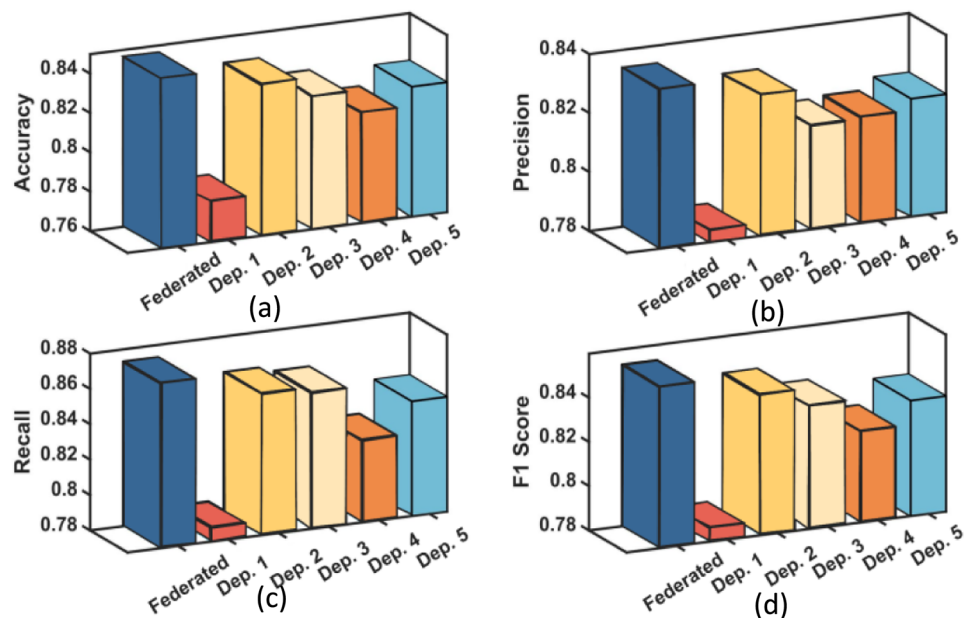 Accuracy
0.84
0.82
0.8
0.78
0.76
Federated
Dep. 1
Dep. 2
Dep. 3
Dep. 4
Dep. 5
(a)
Precision
0.84
0.82
0.8
0.78
Federated
Dep. 1
Dep. 2
Dep. 3
Dep. 4
Dep. 5
(b)
Recall
0.88
0.86
0.84
0.82
0.8
0.78
Federated
Dep. 1
Dep. 2
Dep. 3
Dep. 4
Dep. 5
(c)
F1 Score
0.84
0.82
0.8
0.78
Federated
Dep. 1
Dep. 2
Dep. 3
Dep. 4
Dep. 5
(d)